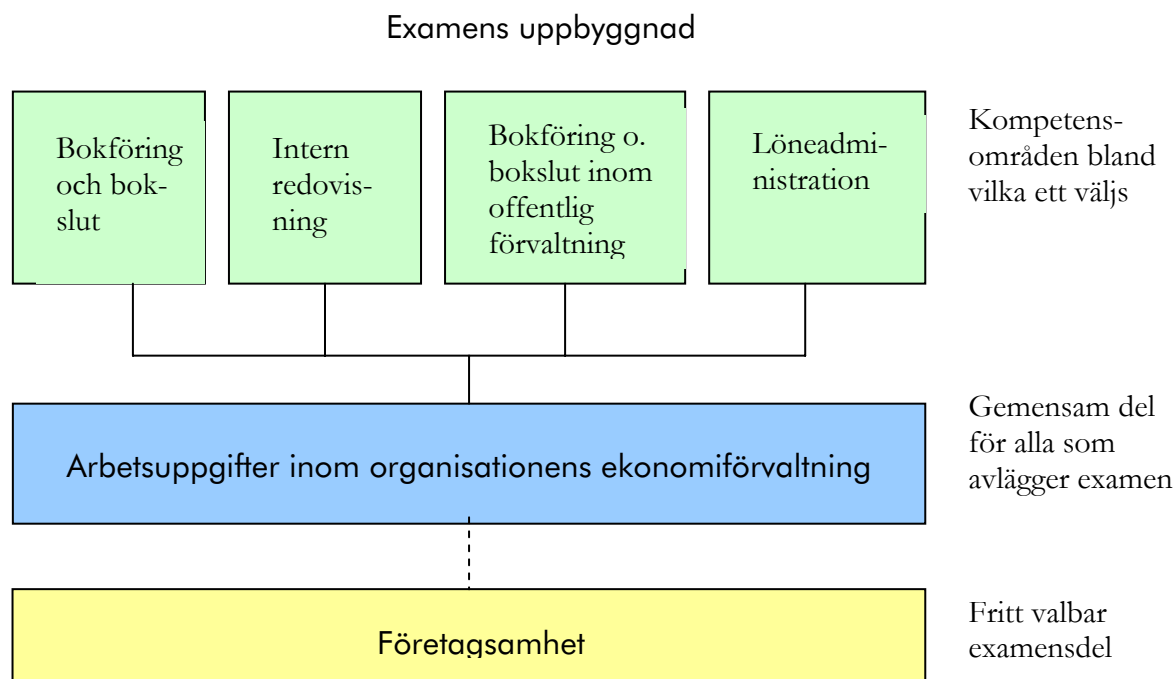 Examens uppbyggnad
Bokföring
och bok-
slut
Intern
redovis-
ning
Bokföring o.
bokslut inom
offentlig
förvaltning
Löneadmi-
nistration
Kompetens-
områden bland
vilka ett väljs
Arbetsuppgifter inom organisationens ekonomiförvaltning
Gemensam del
för alla som
avlägger examen
Företagsamhet
Fritt valbar
examensdel